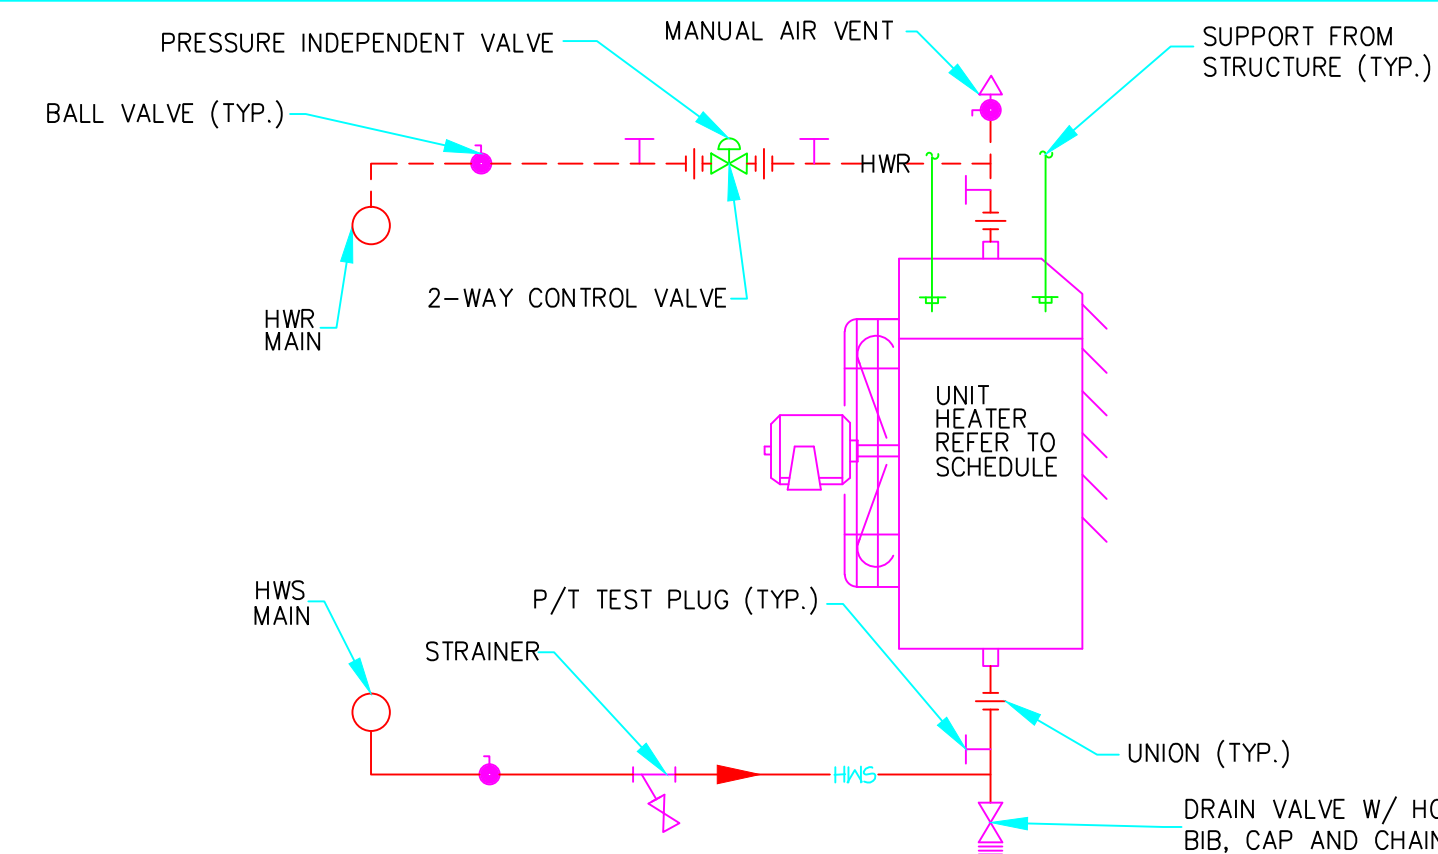 MANUAL AIR VENT
PRESSURE INDEPENDENT VALVE
SUPPORT FROM
STRUCTURE (TYP.)
BALL VALVE (TYP.)
HWR
2-WAY CONTROL VALVE
HWR
MAIN
UNIT
HEATER
REFER TO
SCHEDULE
HWS
MAIN
P/T TEST PLUG (TYP.)
STRAINER
UNION (TYP.)
HWS
DRAIN VALVE W/ HO
BIB, CAP AND CHAIN